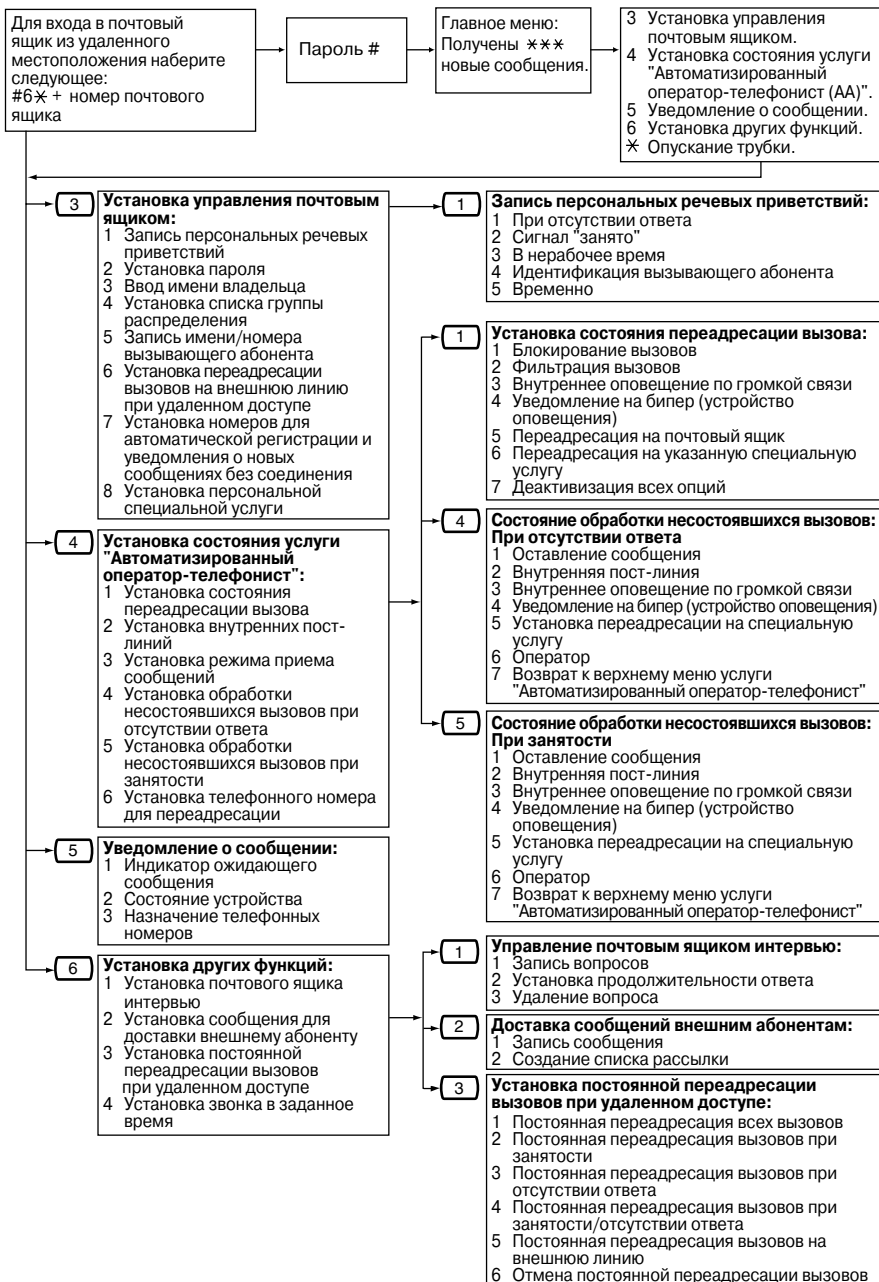 Для входа в почтовый
ящик из удаленного
местоположения наберите
следующее:
#6✳ + номер почтового
ящика
Пароль #
Главное меню:
Получены ✳✳✳
новые сообщения.
3 Установка управления
почтовым ящиком.
4 Установка состояния услуги
"Автоматизированный
оператор-телефонист (АА)".
5 Уведомление о сообщении.
6 Установка других функций.
✳ Опускание трубки.
3
Установка управления почтовым
ящиком:
1 Запись персональных речевых
приветствий
2 Установка пароля
3 Ввод имени владельца
4 Установка списка группы
распределения
5 Запись имени/номера
вызывающего абонента
6 Установка переадресации
вызовов на внешнюю линию
при удаленном доступе
7 Установка номеров для
автоматической регистрации и
уведомления о новых
сообщениях без соединения
8 Установка персональной
специальной услуги
1
Запись персональных речевых приветствий:
1 При отсутствии ответа
2 Сигнал "занято"
3 В нерабочее время
4 Идентификация вызывающего абонента
5 Временно
4
Установка состояния услуги
"Автоматизированный
оператор-телефонист":
1 Установка состояния
переадресации вызова
2 Установка внутренних пост-
линий
3 Установка режима приема
сообщений
4 Установка обработки
несостоявшихся вызовов при
отсутствии ответа
5 Установка обработки
несостоявшихся вызовов при
занятости
6 Установка телефонного номера
для переадресации
1
Установка состояния переадресации вызова:
1 Блокирование вызовов
2 Фильтрация вызовов
3 Внутреннее оповещение по громкой связи
4 Уведомление на бипер (устройство
оповещения)
5 Переадресация на почтовый ящик
6 Переадресация на указанную специальную
услугу
7 Деактивизация всех опций
4
Состояние обработки несостоявшихся вызовов:
При отсутствии ответа
1 Оставление сообщения
2 Внутренняя пост-линия
3 Внутреннее оповещение по громкой связи
4 Уведомление на бипер (устройство оповещения)
5 Установка переадресации на специальную
услугу
6 Оператор
7 Возврат к верхнему меню услуги
"Автоматизированный оператор-телефонист"
5
Состояние обработки несостоявшихся вызовов:
При занятости
1 Оставление сообщения
2 Внутренняя пост-линия
3 Внутреннее оповещение по громкой связи
4 Уведомление на бипер (устройство
оповещения)
5 Установка переадресации на специальную
услугу
6 Оператор
7 Возврат к верхнему меню услуги
"Автоматизированный оператор-телефонист"
5
Уведомление о сообщении:
1 Индикатор ожидающего
сообщения
2 Состояние устройства
3 Назначение телефонных
номеров
6
Установка других функций:
1 Установка почтового ящика
интервью
2 Установка сообщения для
доставки внешнему абоненту
3 Установка постоянной
переадресации вызовов
при удаленном доступе
4 Установка звонка в заданное
время
1
Управление почтовым ящиком интервью:
1 Запись вопросов
2 Установка продолжительности ответа
3 Удаление вопроса
2
Доставка сообщений внешним абонентам:
1 Запись сообщения
2 Создание списка рассылки
3
Установка постоянной переадресации
вызовов при удаленном доступе:
1 Постоянная переадресация всех вызовов
2 Постоянная переадресация вызовов при
занятости
3 Постоянная переадресация вызовов при
отсутствии ответа
4 Постоянная переадресация вызовов при
занятости/отсутствии ответа
5 Постоянная переадресация вызовов на
внешнюю линию
6 Отмена постоянной переадресации вызовов